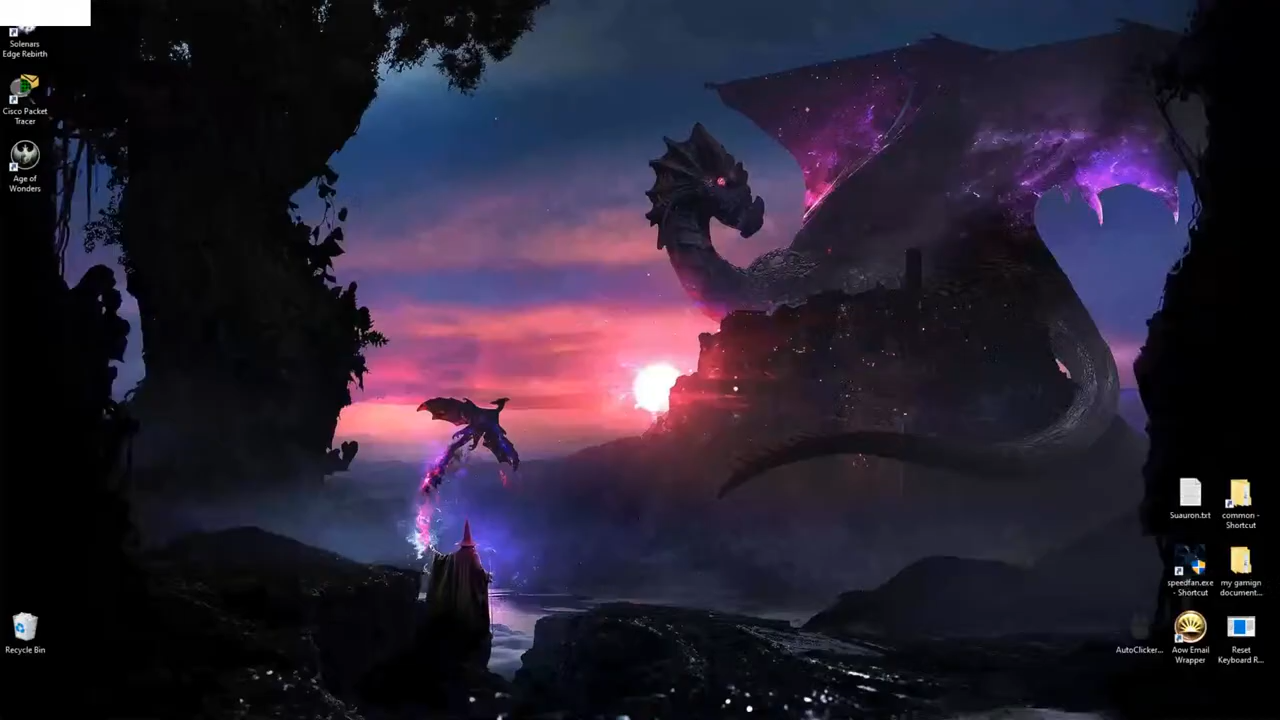 Solenars
Edge Rebirth
Cisco Packet
Tracer
Age of
Wonders
Recycle Bin
Suauron.txt
common -
Shortcut
speedfan.exe
- Shortcut
my gamign
document...
AutoClicker...
Aow Email
Wrapper
Reset
Keyboard R...